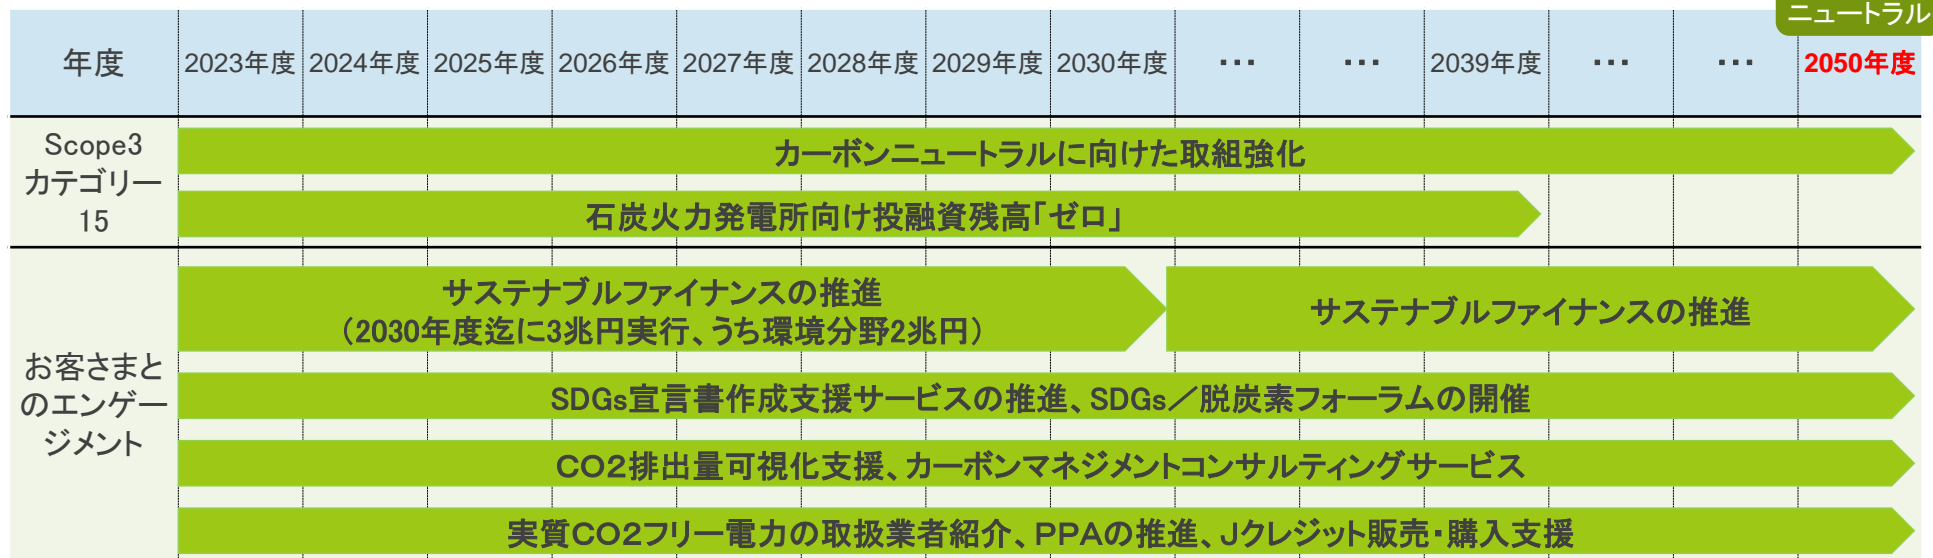 ニュートラル
年度 2023年度 2024年度 2025年度 2026年度 2027年度 2028年度 2029年度 2030年度 ・・・ ・・・ 2039年度 ・・・ ・・・ 2050年度
Scope3
カテゴリー
15
カーボンニュートラルに向けた取組強化
石炭火力発電所向け投融資残高「ゼロ」
お客さまと
のエンゲー
ジメント
サステナブルファイナンスの推進
（2030年度迄に3兆円実行、うち環境分野2兆円）
サステナブルファイナンスの推進
SDGs宣言書作成支援サービスの推進、SDGs／脱炭素フォーラムの開催
CO2排出量可視化支援、カーボンマネジメントコンサルティングサービス
実質CO2フリー電力の取扱業者紹介、PPAの推進、Jクレジット販売・購入支援